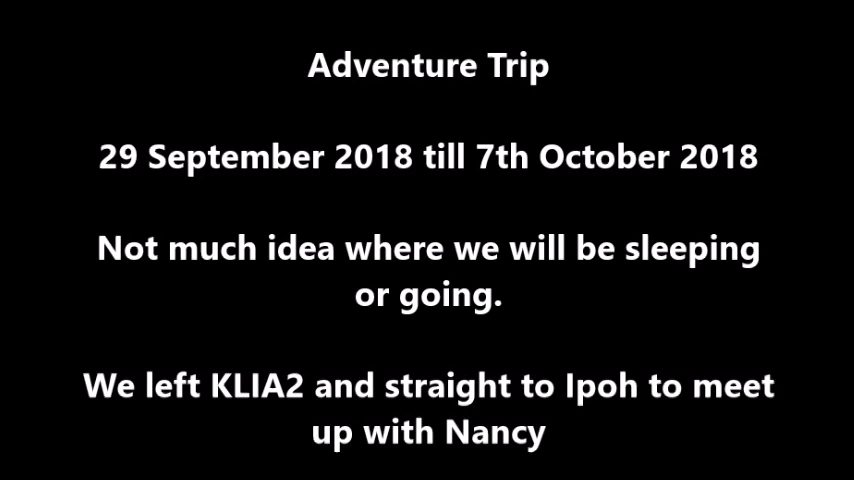 Adventure Trip
29 September 2018 till 7th October 2018
Not much idea where we will be sleeping
or going.
We left KLIA2 and straight to Ipoh to meet
up with Nancy